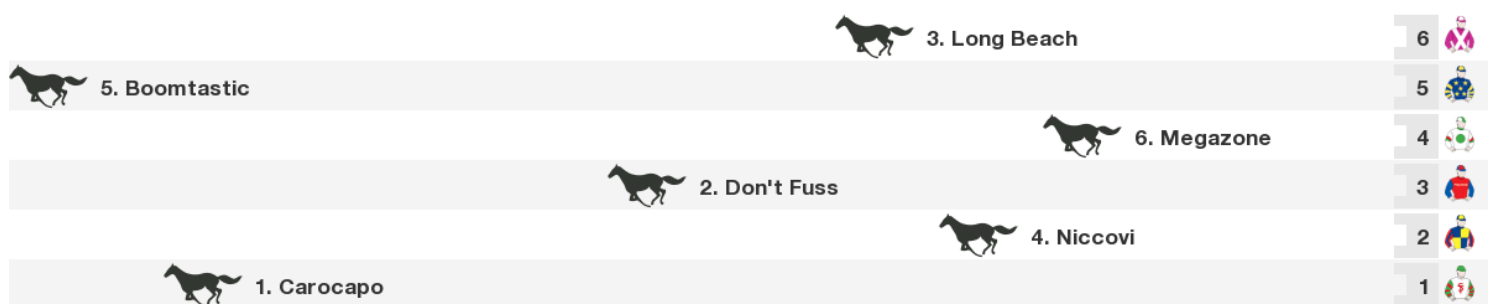 3. Long Beach 6
5. Boomtastic 5
6. Megazone 4
2. Don't Fuss 3
4. Niccovi 2
1. Carocapo 1